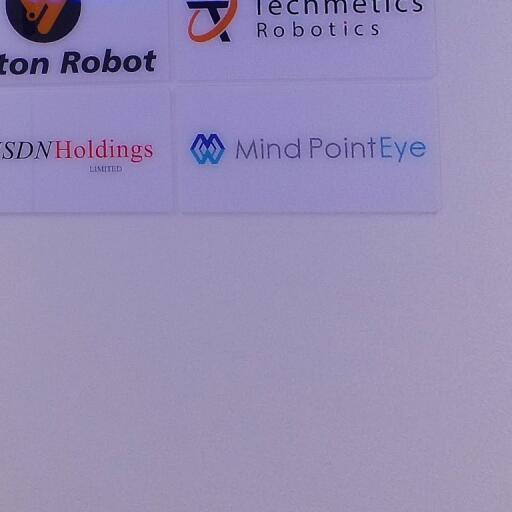 Techmetics
Robotics
ton Robot
SDNHoldings
LIMITED
Mind PointEye